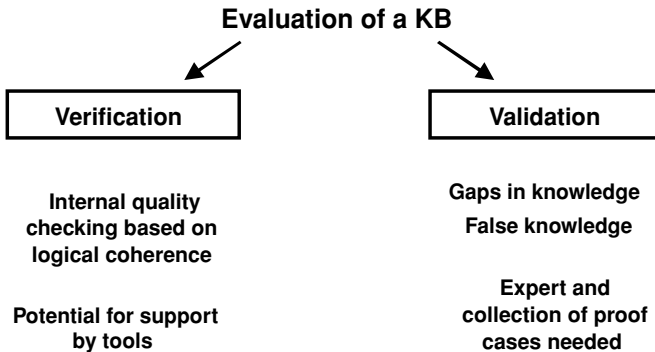 Evaluation of a KB
Verification
Internal quality
checking based on
logical coherence
Potential for support
by tools
Validation
Gaps in knowledge
False knowledge
Expert and
collection of proof
cases needed